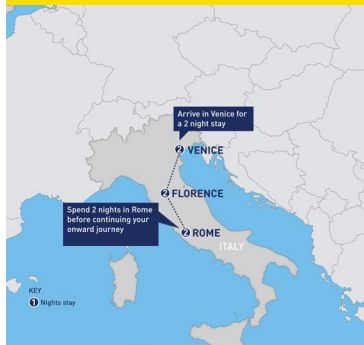 Arrive in Venice for
a 2 night stay
2 VENICE
2 FLORENCE
Spend 2 nights in Rome
before continuing your
onward journey
2 ROME
ITALY
KEY
1 Nights stay